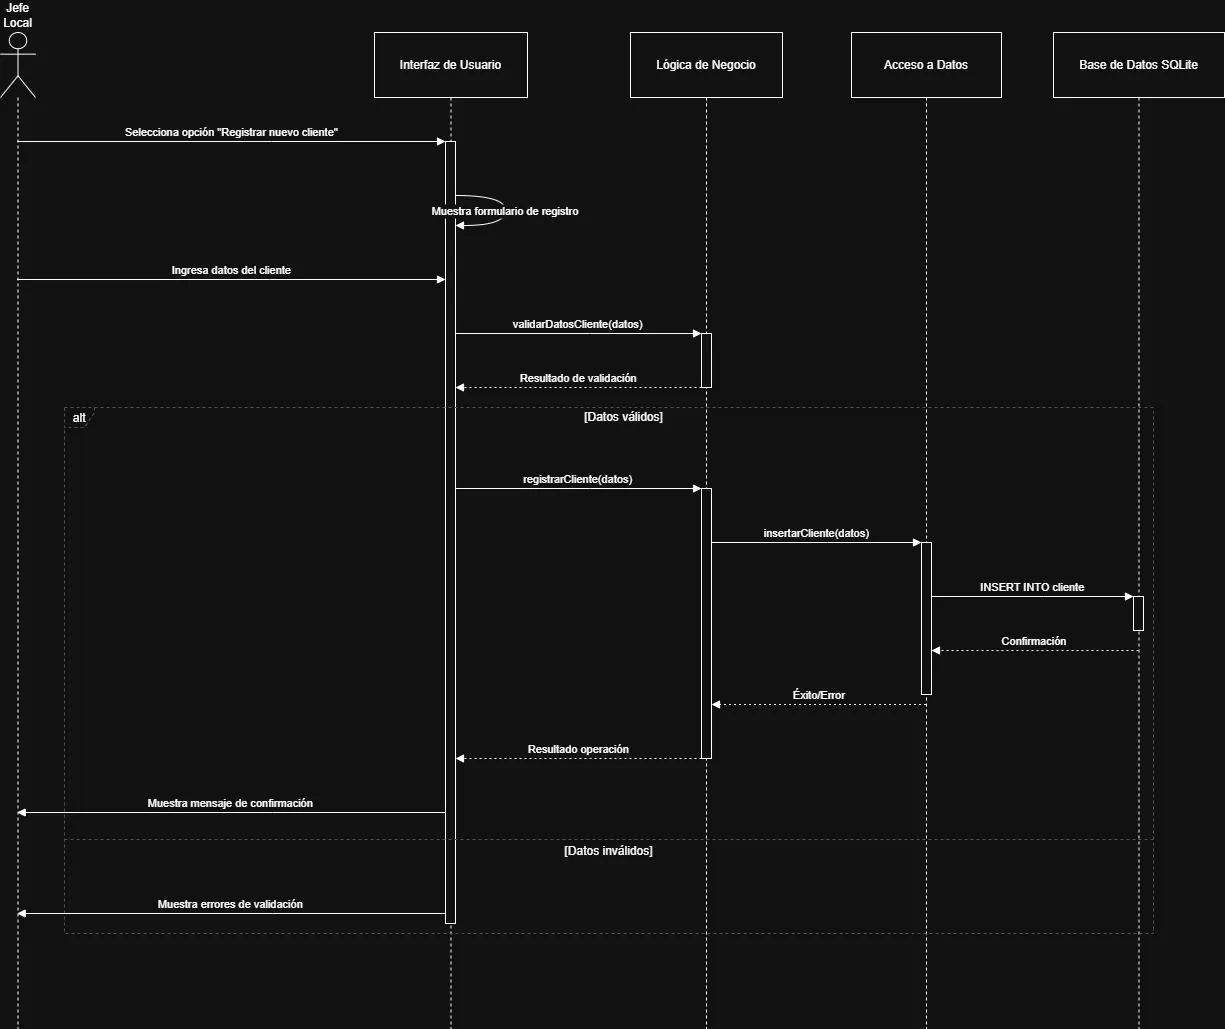 Jefe
Local
Interfaz de Usuario
Lógica de Negocio
Acceso a Datos
Base de Datos SQLite
Selecciona opción "Registrar nuevo cliente"
Muestra formulario de registro
Ingresa datos del cliente
validarDatosCliente(datos)
Resultado de validación
alt
[Datos válidos]
registrarCliente(datos)
insertarCliente(datos)
INSERT INTO cliente
Confirmación
Éxito/Error
Resultado operación
Muestra mensaje de confirmación
[Datos inválidos]
Muestra errores de validación